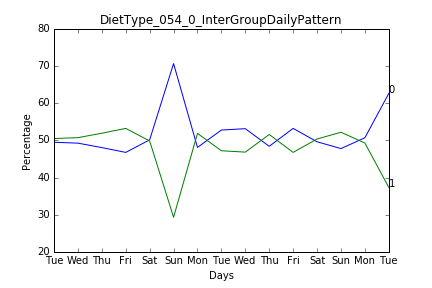 DietType_054_0_InterGroupDailyPattern
80
70
60
50
40
30
20
Percentage
0
1
Tue Wed Thu Fri Sat Sun Mon Tue Wed Thu Fri Sat Sun Mon Tue
Days